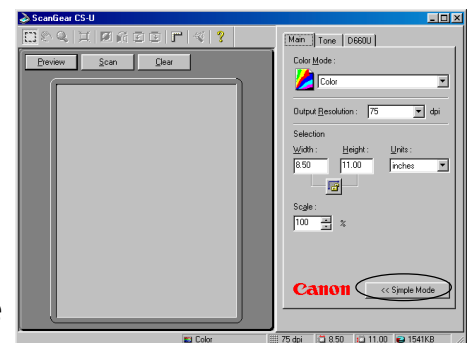 ScanGear CS-U
Preview Scan Clear
Main Tone D660U
Color Mode :
Color
Output Resolution : 75 dpi
Selection
Width : Height : Units :
8.50 11.00 inches
Scale :
100 %
Canon << Simple Mode
e
Color 75 dpi 8.50 11.00 1541KB